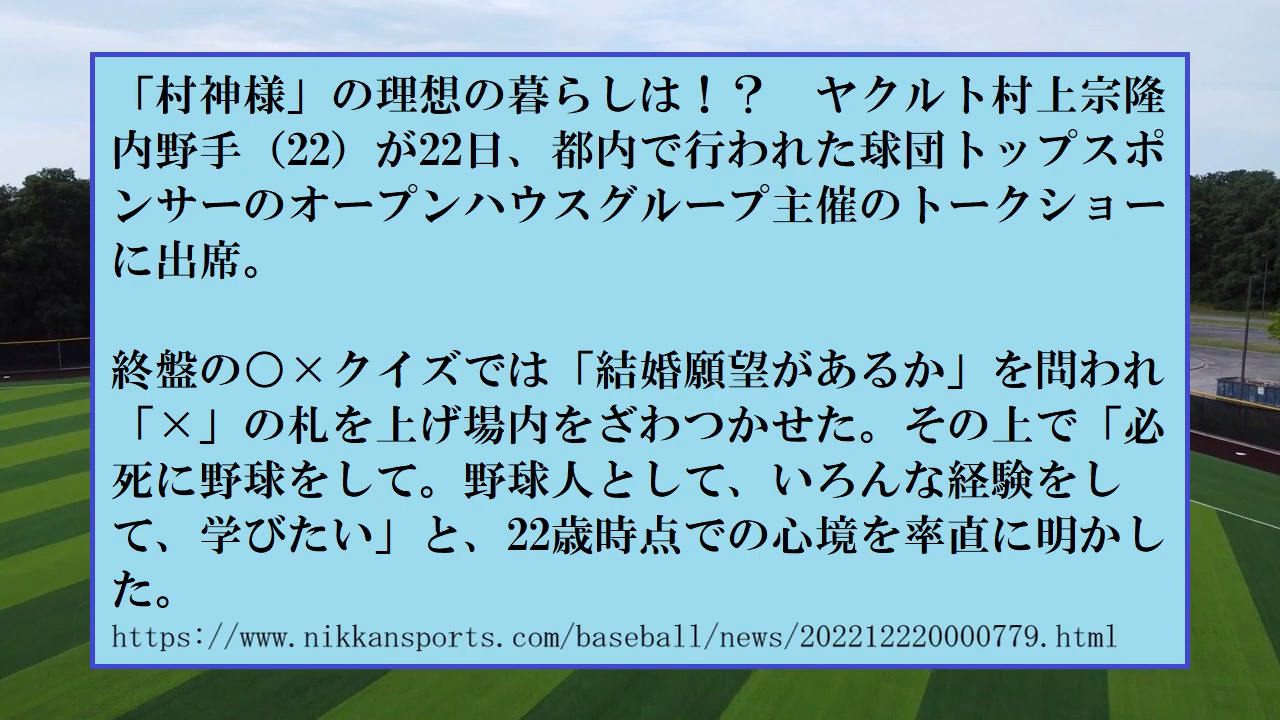 「村神様」の理想の暮らしは！？　ヤクルト村上宗隆
内野手（22）が22日、都内で行われた球団トップスポ
ンサーのオープンハウスグループ主催のトークショー
に出席。
終盤の〇×クイズでは「結婚願望があるか」を問われ
「×」の札を上げ場内をざわつかせた。その上で「必
死に野球をして。野球人として、いろんな経験をし
て、学びたい」と、22歳時点での心境を率直に明かし
た。
https://www.nikkansports.com/baseball/news/202212220000779.html